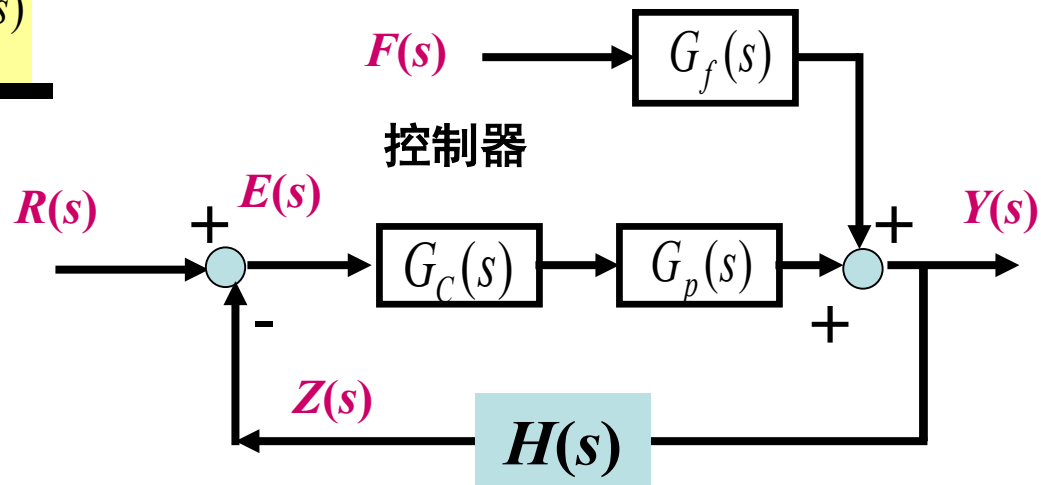 s)
F(s)
G_f(s)
控制器
R(s)
+
E(s)
G_C(s)
G_p(s)
+
Y(s)
-
+
Z(s)
H(s)